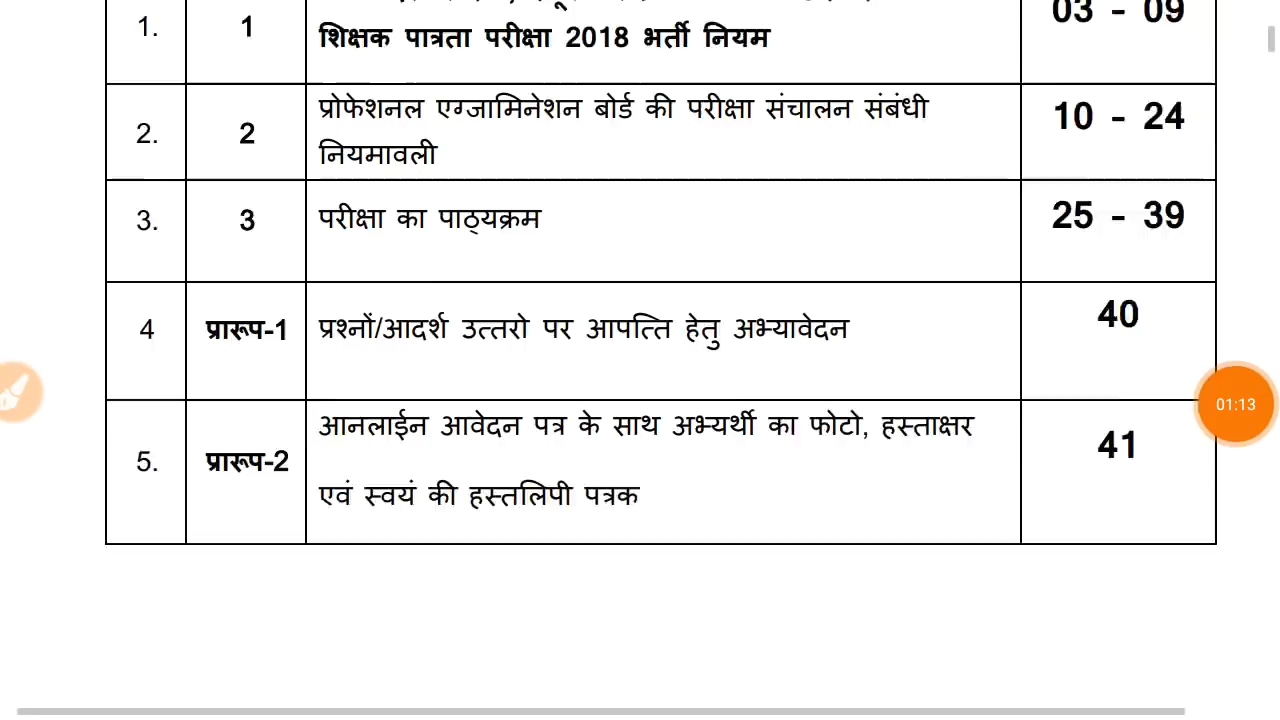 1. 1 शिक्षक पात्रता परीक्षा 2018 भर्ती नियम 03 - 09
2. 2 प्रोफेशनल एग्जामिनेशन बोर्ड की परीक्षा संचालन संबंधी 10 - 24
नियमावली
3. 3 परीक्षा का पाठ्यक्रम 25 - 39
4 प्रारूप-1 प्रश्नों/आदर्श उत्तरो पर आपत्ति हेतु अभ्यावेदन 40
5. प्रारूप-2 आनलाईन आवेदन पत्र के साथ अभ्यर्थी का फोटो, हस्ताक्षर 41
एवं स्वयं की हस्तलिपी पत्रक
01:13